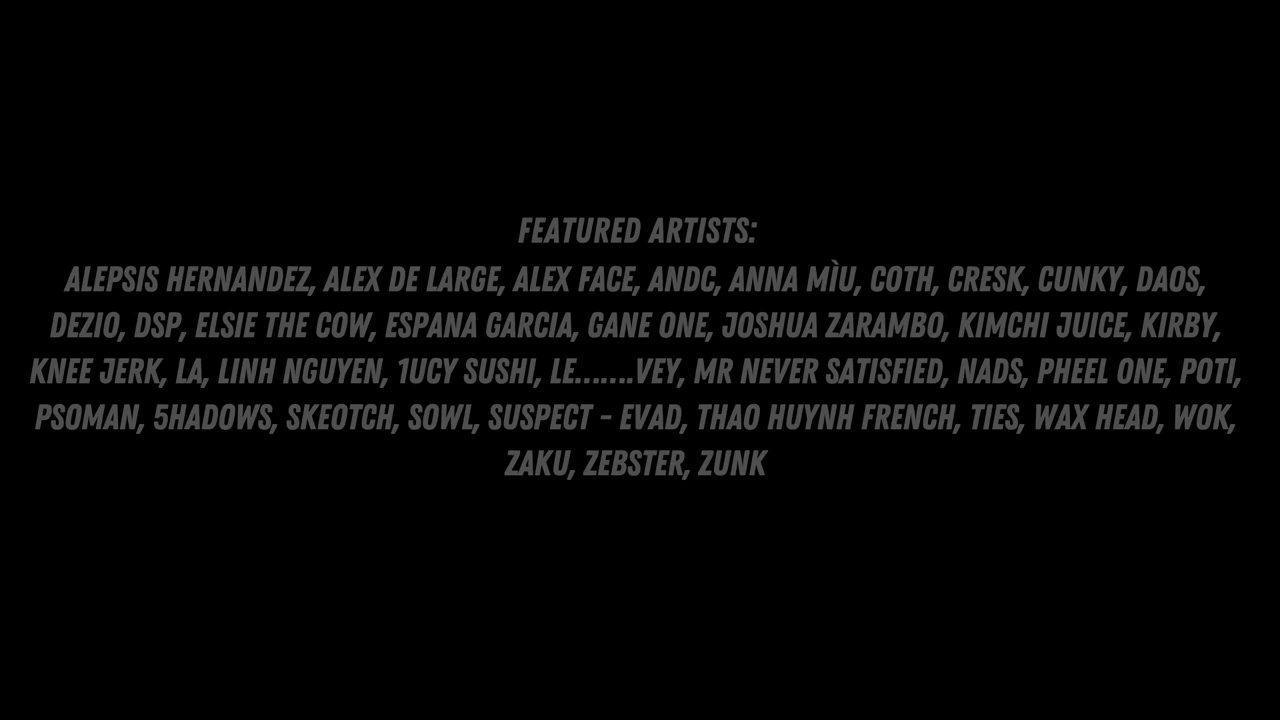 FEATURED ARTISTS:
ALEPSIS HERNANDEZ, ALEX DE LARGE, ALEX FACE, ANDC, ANNA MÌU, COTH, CRESK, CUNKY, DAOS,
DEZIO, DSP, ELSIE THE COW, ESPANA GARCIA, GANE ONE, JOSHUA ZARAMBO, KIMCHI JUICE, KIRBY,
KNEE JERK, LA, LINH NGUYEN, 1UCY SUSHI, LE.......VEY, MR NEVER SATISFIED, NADS, PHEEL ONE, POTI,
PSOMAN, 5HADOWS, SKEOTCH, SOWL, SUSPECT - EVAD, THAO HUYNH FRENCH, TIES, WAX HEAD, WOK,
ZAKU, ZEBSTER, ZUNK